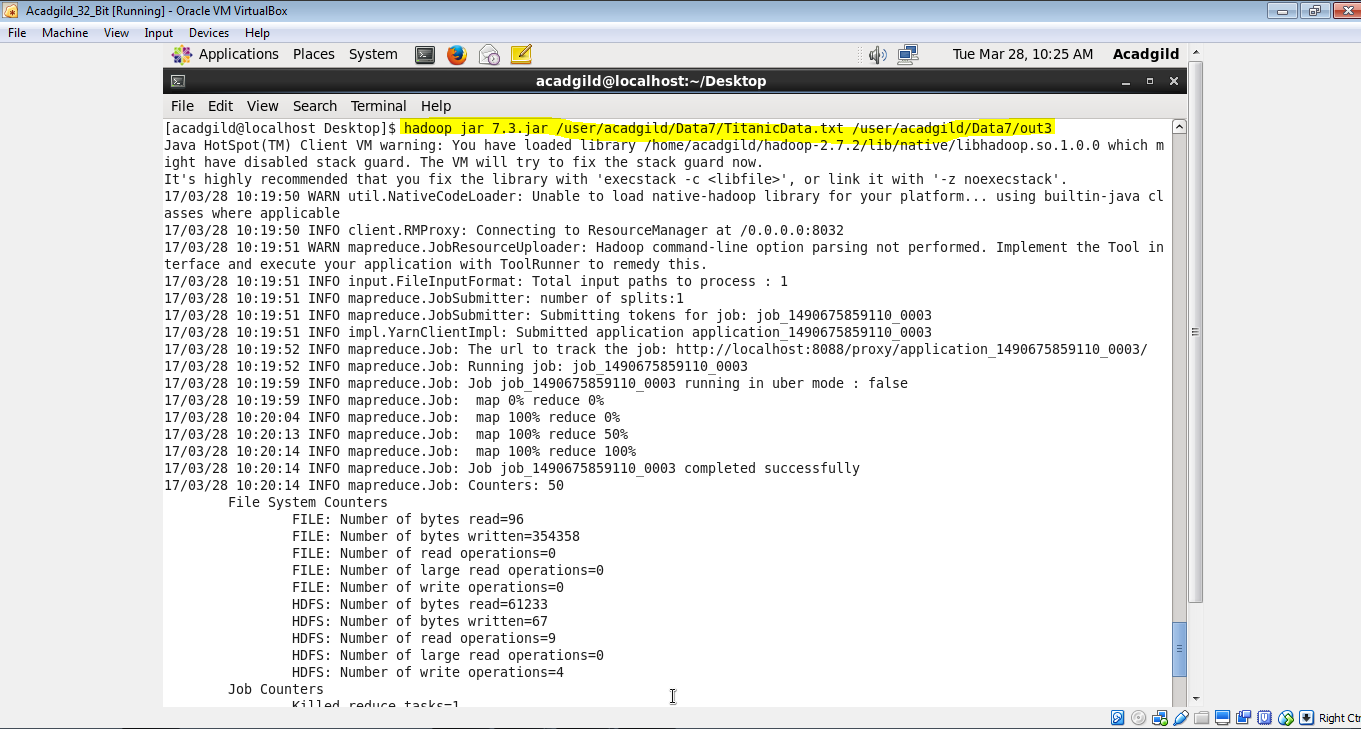 Acadgild_32_Bit [Running] - Oracle VM VirtualBox
File Machine View Input Devices Help
Applications Places System Tue Mar 28, 10:25 AM Acadgild
acadgild@localhost:~/Desktop
File Edit View Search Terminal Help
[acadgild@localhost Desktop]$ hadoop jar 7.3.jar /user/acadgild/Data7/TitanicData.txt /user/acadgild/Data7/out3
Java HotSpot(TM) Client VM warning: You have loaded library /home/acadgild/hadoop-2.7.2/lib/native/libhadoop.so.1.0.0 which m
ight have disabled stack guard. The VM will try to fix the stack guard now.
It's highly recommended that you fix the library with 'execstack -c <libfile>', or link it with '-z noexecstack'.
17/03/28 10:19:50 WARN util.NativeCodeLoader: Unable to load native-hadoop library for your platform... using builtin-java cl
asses where applicable
17/03/28 10:19:50 INFO client.RMProxy: Connecting to ResourceManager at /0.0.0.0:8032
17/03/28 10:19:51 WARN mapreduce.JobResourceUploader: Hadoop command-line option parsing not performed. Implement the Tool in
terface and execute your application with ToolRunner to remedy this.
17/03/28 10:19:51 INFO input.FileInputFormat: Total input paths to process : 1
17/03/28 10:19:51 INFO mapreduce.JobSubmitter: number of splits:1
17/03/28 10:19:51 INFO mapreduce.JobSubmitter: Submitting tokens for job: job_1490675859110_0003
17/03/28 10:19:51 INFO impl.YarnClientImpl: Submitted application application_1490675859110_0003
17/03/28 10:19:52 INFO mapreduce.Job: The url to track the job: http://localhost:8088/proxy/application_1490675859110_0003/
17/03/28 10:19:52 INFO mapreduce.Job: Running job: job_1490675859110_0003
17/03/28 10:19:59 INFO mapreduce.Job: Job job_1490675859110_0003 running in uber mode : false
17/03/28 10:19:59 INFO mapreduce.Job:  map 0% reduce 0%
17/03/28 10:20:04 INFO mapreduce.Job:  map 100% reduce 0%
17/03/28 10:20:13 INFO mapreduce.Job:  map 100% reduce 50%
17/03/28 10:20:14 INFO mapreduce.Job:  map 100% reduce 100%
17/03/28 10:20:14 INFO mapreduce.Job: Job job_1490675859110_0003 completed successfully
17/03/28 10:20:14 INFO mapreduce.Job: Counters: 50
File System Counters
FILE: Number of bytes read=96
FILE: Number of bytes written=354358
FILE: Number of read operations=0
FILE: Number of large read operations=0
FILE: Number of write operations=0
HDFS: Number of bytes read=61233
HDFS: Number of bytes written=67
HDFS: Number of read operations=9
HDFS: Number of large read operations=0
HDFS: Number of write operations=4
Job Counters
Killed reduce tasks=1
Right Ctr